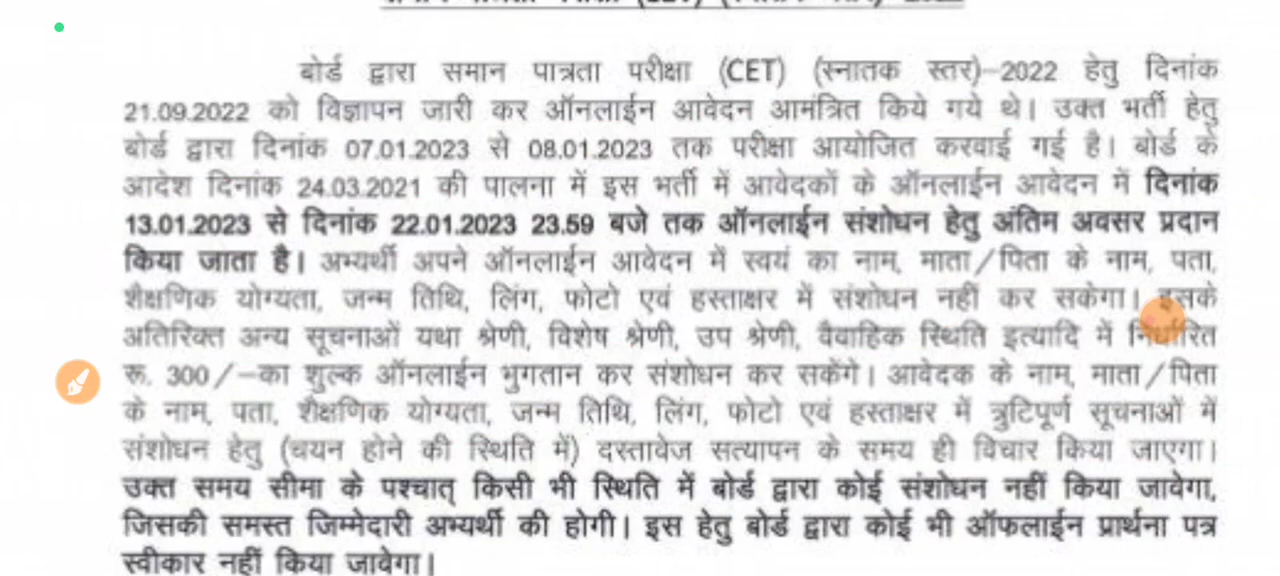 बोर्ड द्वारा समान पात्रता परीक्षा (CET) (स्नातक स्तर)–2022 हेतु दिनांक
21.09.2022 को विज्ञापन जारी कर ऑनलाईन आवेदन आमंत्रित किये गये थे। उक्त भर्ती हेतु
बोर्ड द्वारा दिनांक 07.01.2023 से 08.01.2023 तक परीक्षा आयोजित करवाई गई है। बोर्ड के
आदेश दिनांक 24.03.2021 की पालना में इस भर्ती में आवेदकों के ऑनलाईन आवेदन में दिनांक
13.01.2023 से दिनांक 22.01.2023 23.59 बजे तक ऑनलाईन संशोधन हेतु अंतिम अवसर प्रदान
किया जाता है। अभ्यर्थी अपने ऑनलाईन आवेदन में स्वयं का नाम, माता/पिता के नाम, पता,
शैक्षणिक योग्यता, जन्म तिथि, लिंग, फोटो एवं हस्ताक्षर में संशोधन नहीं कर सकेगा। इसके
अतिरिक्त अन्य सूचनाओं यथा श्रेणी, विशेष श्रेणी, उप श्रेणी, वैवाहिक स्थिति इत्यादि में निर्धारित
रू. 300/–का शुल्क ऑनलाईन भुगतान कर संशोधन कर सकेंगे। आवेदक के नाम, माता/पिता
के नाम, पता, शैक्षणिक योग्यता, जन्म तिथि, लिंग, फोटो एवं हस्ताक्षर में त्रुटिपूर्ण सूचनाओं में
संशोधन हेतु (चयन होने की स्थिति में) दस्तावेज सत्यापन के समय ही विचार किया जाएगा।
उक्त समय सीमा के पश्चात् किसी भी स्थिति में बोर्ड द्वारा कोई संशोधन नहीं किया जावेगा,
जिसकी समस्त जिम्मेदारी अभ्यर्थी की होगी। इस हेतु बोर्ड द्वारा कोई भी ऑफलाईन प्रार्थना पत्र
स्वीकार नहीं किया जावेगा।